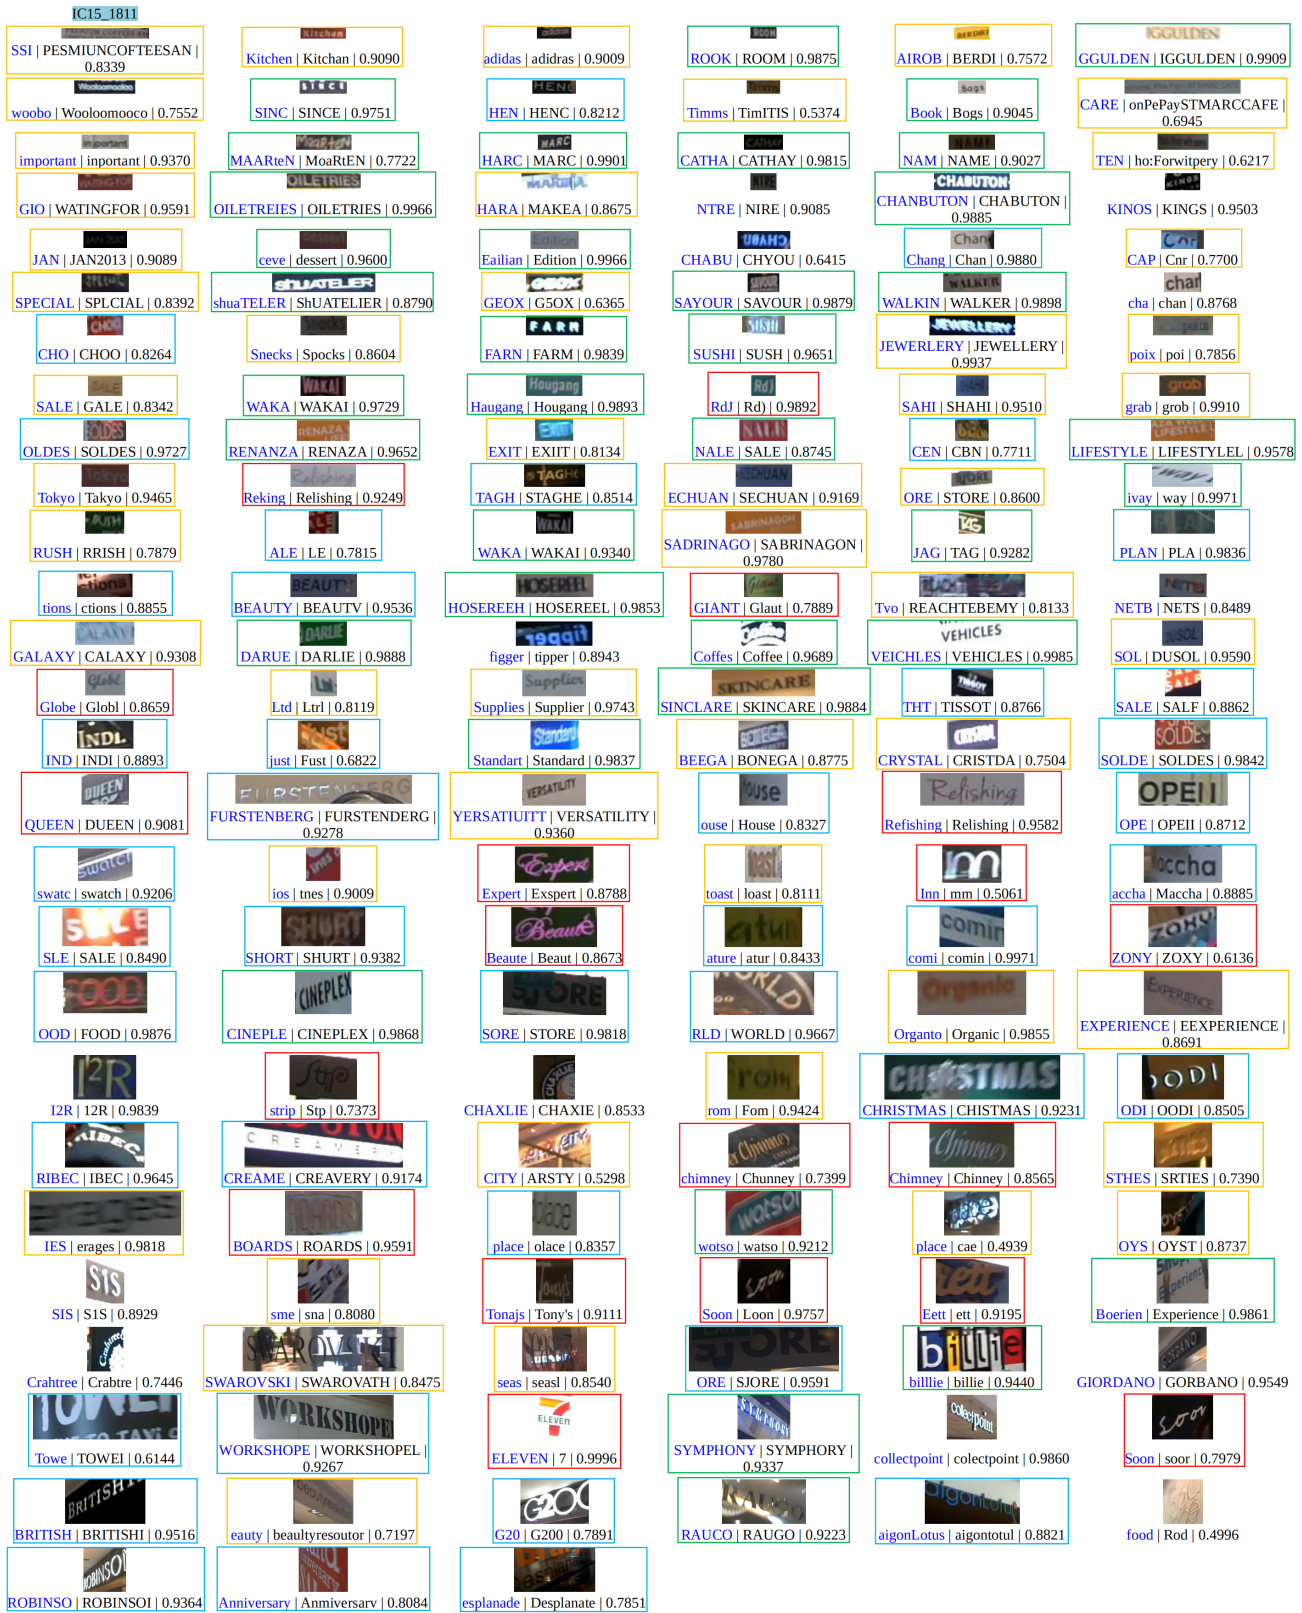 IC15_1811
SSI | PESMIUNCOFTEESAN | 0.8339
Kitchen | Kitchan | 0.9090
adidas | adidras | 0.9009
ROOK | ROOM | 0.9875
AIROB | BERDI | 0.7572
GGULDEN | IGGULDEN | 0.9909
woobo | Wooloomooco | 0.7552
SINC | SINCE | 0.9751
HEN | HENC | 0.8212
Timms | TimITIS | 0.5374
Book | Bogs | 0.9045
CARE | onPePaySTMARCCAFE | 0.6945
important | inportant | 0.9370
MAARteN | MoaRtEN | 0.7722
HARC | MARC | 0.9901
CATHA | CATHAY | 0.9815
NAM | NAME | 0.9027
TEN | ho:Forwitpery | 0.6217
GIO | WATINGFOR | 0.9591
OILETREIES | OILETRIES | 0.9966
HARA | MAKEA | 0.8675
NTRE | NIRE | 0.9085
CHANBUTON | CHABUTON | 0.9885
KINOS | KINGS | 0.9503
JAN | JAN2013 | 0.9089
ceve | dessert | 0.9600
Eailian | Edition | 0.9966
CHABU | CHYOU | 0.6415
Chang | Chan | 0.9880
CAP | Cnr | 0.7700
SPECIAL | SPLCIAL | 0.8392
shuaTELER | ShUATELIER | 0.8790
GEOX | G5OX | 0.6365
SAYOUR | SAVOUR | 0.9879
WALKIN | WALKER | 0.9898
cha | chan | 0.8768
CHO | CHOO | 0.8264
Snecks | Spocks | 0.8604
FARN | FARM | 0.9839
SUSHI | SUSH | 0.9651
JEWERLERY | JEWELLERY | 0.9937
poix | poi | 0.7856
SALE | GALE | 0.8342
WAKA | WAKAI | 0.9729
Haugang | Hougang | 0.9893
RdJ | Rd) | 0.9892
SAHI | SHAHI | 0.9510
grab | grob | 0.9910
OLDES | SOLDES | 0.9727
RENANZA | RENAZA | 0.9652
EXIT | EXIIT | 0.8134
NALE | SALE | 0.8745
CEN | CBN | 0.7711
LIFESTYLE | LIFESTYLEL | 0.9578
Tokyo | Takyo | 0.9465
Reking | Relishing | 0.9249
TAGH | STAGHE | 0.8514
ECHUAN | SECHUAN | 0.9169
ORE | STORE | 0.8600
ivay | way | 0.9971
RUSH | RRISH | 0.7879
ALE | LE | 0.7815
WAKA | WAKAI | 0.9340
SADRINAGO | SABRINAGON | 0.9780
JAG | TAG | 0.9282
PLAN | PLA | 0.9836
tions | ctions | 0.8855
BEAUTY | BEAUTV | 0.9536
HOSEREEH | HOSEREEL | 0.9853
GIANT | Glaut | 0.7889
Tvo | REACHTEBEMY | 0.8133
NETB | NETS | 0.8489
GALAXY | CALAXY | 0.9308
DARUE | DARLIE | 0.9888
figger | tipper | 0.8943
Coffes | Coffee | 0.9689
VEICHLES | VEHICLES | 0.9985
SOL | DUSOL | 0.9590
Globe | Globl | 0.8659
Ltd | Ltrl | 0.8119
Supplies | Supplier | 0.9743
SINCLARE | SKINCARE | 0.9884
THT | TISSOT | 0.8766
SALE | SALF | 0.8862
IND | INDI | 0.8893
just | Fust | 0.6822
Standart | Standard | 0.9837
BEEGA | BONEGA | 0.8775
CRYSTAL | CRISTDA | 0.7504
SOLDE | SOLDES | 0.9842
QUEEN | DUEEN | 0.9081
FURSTENBERG | FURSTENDERG | 0.9278
YERSATIUITT | VERSATILITY | 0.9360
ouse | House | 0.8327
Refishing | Relishing | 0.9582
OPE | OPEII | 0.8712
swatc | swatch | 0.9206
ios | tnes | 0.9009
Expert | Exspert | 0.8788
toast | loast | 0.8111
Inn | mm | 0.5061
accha | Maccha | 0.8885
SLE | SALE | 0.8490
SHORT | SHURT | 0.9382
Beaute | Beaut | 0.8673
ature | atur | 0.8433
comi | comin | 0.9971
ZONY | ZOXY | 0.6136
OOD | FOOD | 0.9876
CINEPLE | CINEPLEX | 0.9868
SORE | STORE | 0.9818
RLD | WORLD | 0.9667
Organto | Organic | 0.9855
EXPERIENCE | EEXPERIENCE | 0.8691
I2R | 12R | 0.9839
strip | Stp | 0.7373
CHAXLIE | CHAXIE | 0.8533
rom | Fom | 0.9424
CHRISTMAS | CHISTMAS | 0.9231
ODI | OODI | 0.8505
RIBEC | IBEC | 0.9645
CREAME | CREAVERY | 0.9174
CITY | ARSTY | 0.5298
chimney | Chunney | 0.7399
Chimney | Chinney | 0.8565
STHES | SRTIES | 0.7390
IES | erages | 0.9818
BOARDS | ROARDS | 0.9591
place | olace | 0.8357
wotso | watso | 0.9212
place | cae | 0.4939
OYS | OYST | 0.8737
SIS | S1S | 0.8929
sme | sna | 0.8080
Tonajs | Tony's | 0.9111
Soon | Loon | 0.9757
Eett | ett | 0.9195
Boerien | Experience | 0.9861
Crahtree | Crabtre | 0.7446
SWAROVSKI | SWAROVATH | 0.8475
seas | seasl | 0.8540
ORE | SJORE | 0.9591
billlie | billie | 0.9440
GIORDANO | GORBANO | 0.9549
Towe | TOWEI | 0.6144
WORKSHOPE | WORKSHOPEL | 0.9267
ELEVEN | 7 | 0.9996
SYMPHONY | SYMPHORY | 0.9337
collectpoint | colectpoint | 0.9860
Soon | soor | 0.7979
BRITISH | BRITISHI | 0.9516
eauty | beaultyresoutor | 0.7197
G20 | G200 | 0.7891
RAUCO | RAUGO | 0.9223
aigonLotus | aigontotul | 0.8821
food | Rod | 0.4996
ROBINSO | ROBINSOI | 0.9364
Anniversary | Anmiversarv | 0.8084
esplanade | Desplanate | 0.7851